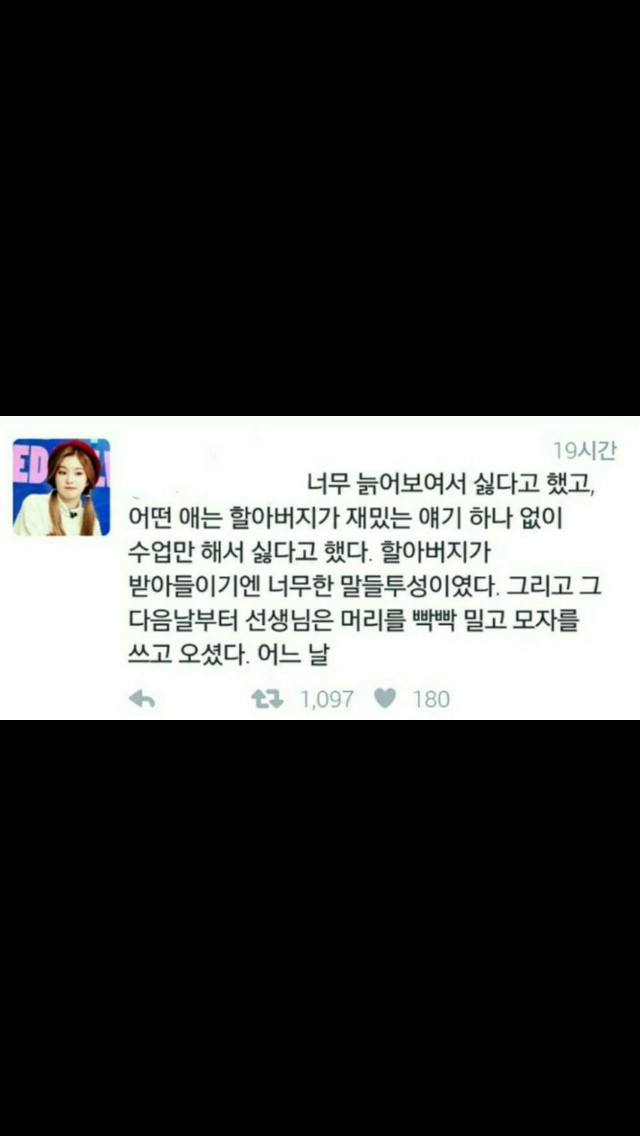 19시간
너무 늙어보여서 싫다고 했고,
어떤 애는 할아버지가 재밌는 얘기 하나 없이
수업만 해서 싫다고 했다. 할아버지가
받아들이기엔 너무한 말들투성이였다. 그리고 그
다음날부터 선생님은 머리를 빡빡 밀고 모자를
쓰고 오셨다. 어느 날
1,097 180